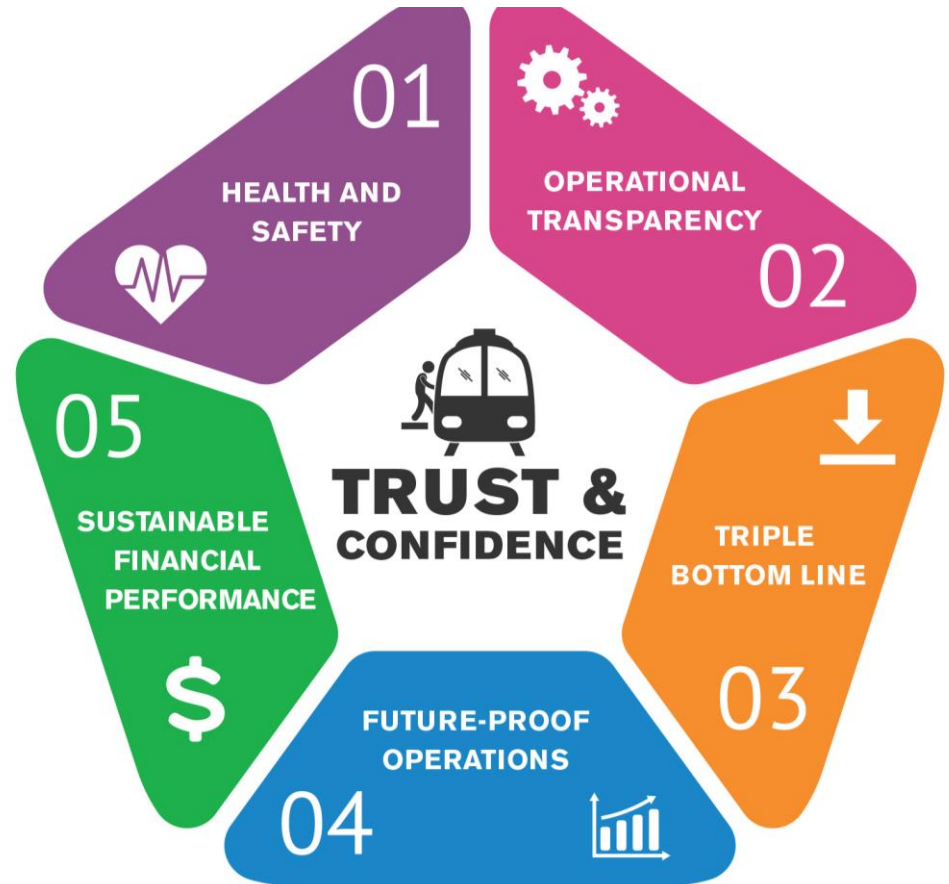 01
HEALTH AND
SAFETY
OPERATIONAL
TRANSPARENCY
02
TRIPLE
BOTTOM LINE
03
FUTURE-PROOF
OPERATIONS
04
05
SUSTAINABLE
FINANCIAL
PERFORMANCE
$
TRUST &
CONFIDENCE